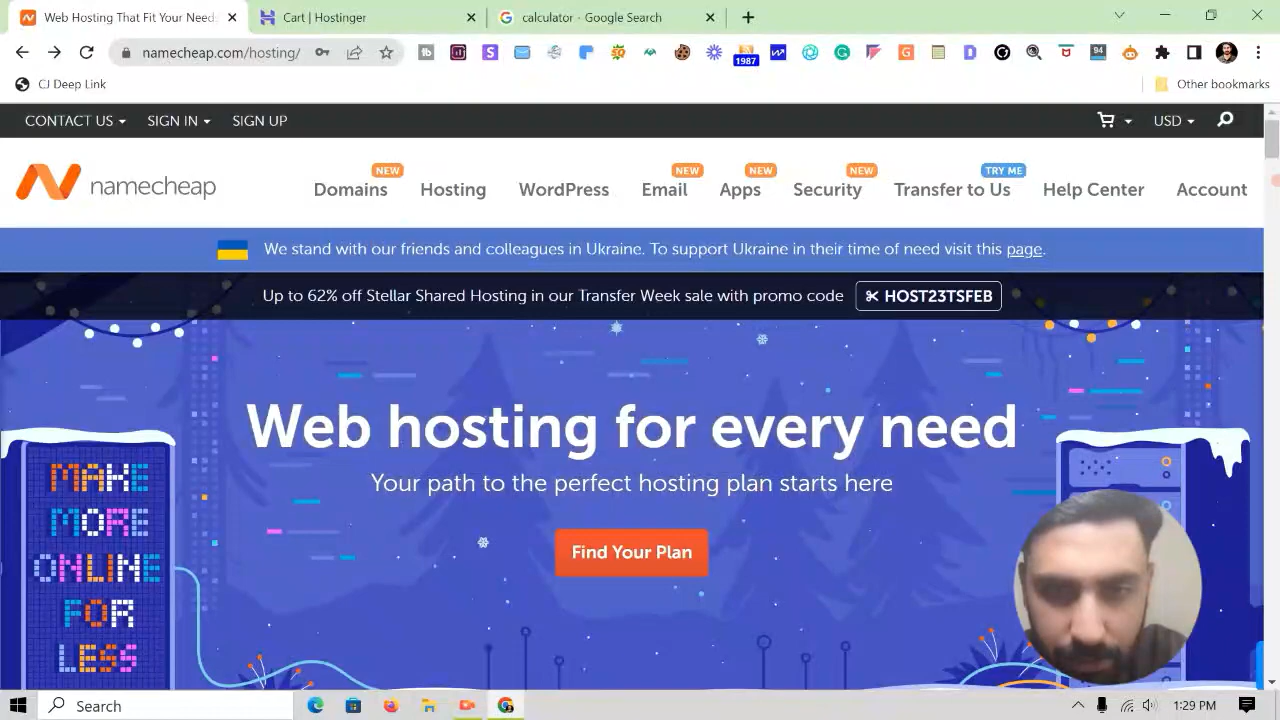 Web Hosting That Fit Your Need
Cart | Hostinger
calculator - Google Search
namecheap.com/hosting/
1987
94
CJ Deep Link
Other bookmarks
CONTACT US
SIGN IN
SIGN UP
USD
namecheap
NEW
NEW
NEW
NEW
TRY ME
Domains
Hosting
WordPress
Email
Apps
Security
Transfer to Us
Help Center
Account
We stand with our friends and colleagues in Ukraine. To support Ukraine in their time of need visit this page.
Up to 62% off Stellar Shared Hosting in our Transfer Week sale with promo code HOST23TSFEB
Web hosting for every need
Your path to the perfect hosting plan starts here
Find Your Plan
MAKE
MORE
ONLINE
FOR
LESS
Search
1:29 PM